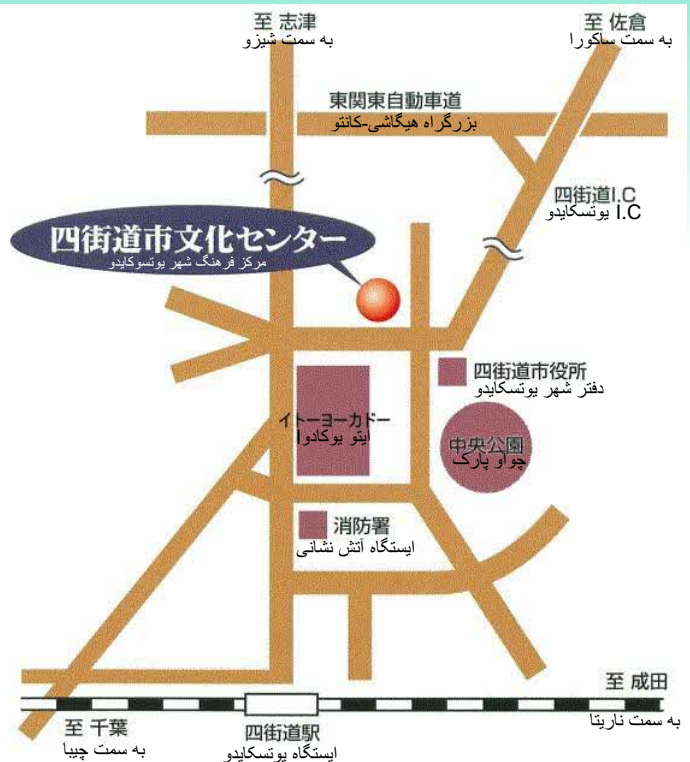 至 志津
به سمت شیزو
至 佐倉
به سمت ساکورا
東関東自動車道
بزرگراه هیگاشی-کانتو
四街道I.C
I.C یوتسکایدو
四街道市文化センター
مرکز فرهنگ شهر یوتسوکایدو
四街道市役所
دفتر شهر یوتسکایدو
イトーヨーカドー
ایتو یوکادوا
中央公園
چواو پارک
消防署
ایستگاه آتش نشانی
至 成田
به سمت ناریتا
至 千葉
به سمت چیبا
四街道駅
ایستگاه یوتسکایدو